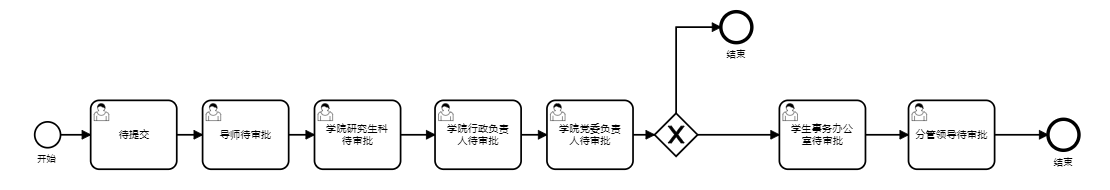 结束
开始
待提交
导师待审批
学院研究生科
待审批
学院行政负责
人待审批
学院党委负责
人待审批
学生事务办公
室待审批
分管领导待审批
结束